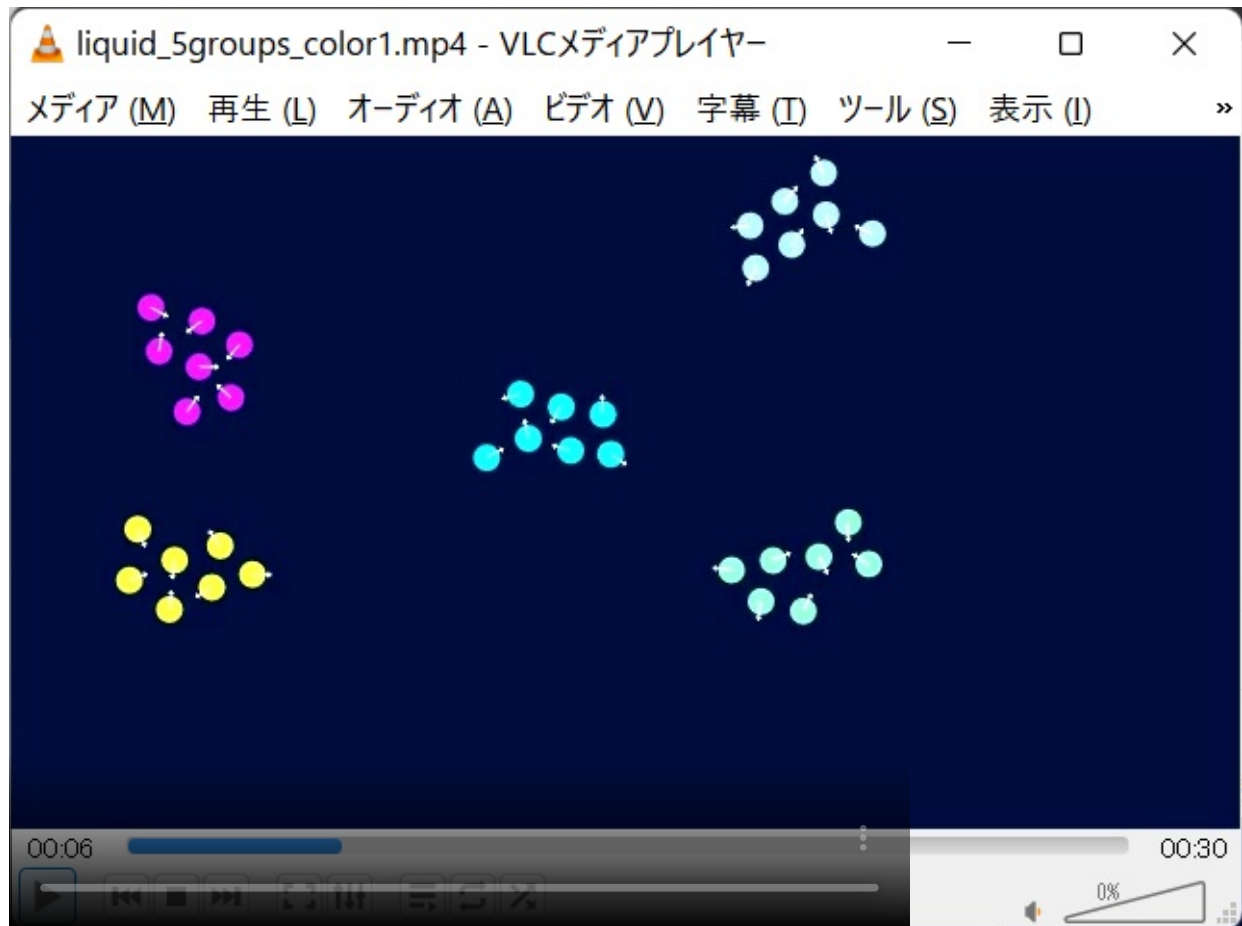 liquid_5groups_color1.mp4 - VLCメディアプレイヤー
メディア (M) 再生 (L) オーディオ (A) ビデオ (V) 字幕 (T) ツール (S) 表示 (I) »
00:06 00:30
0%